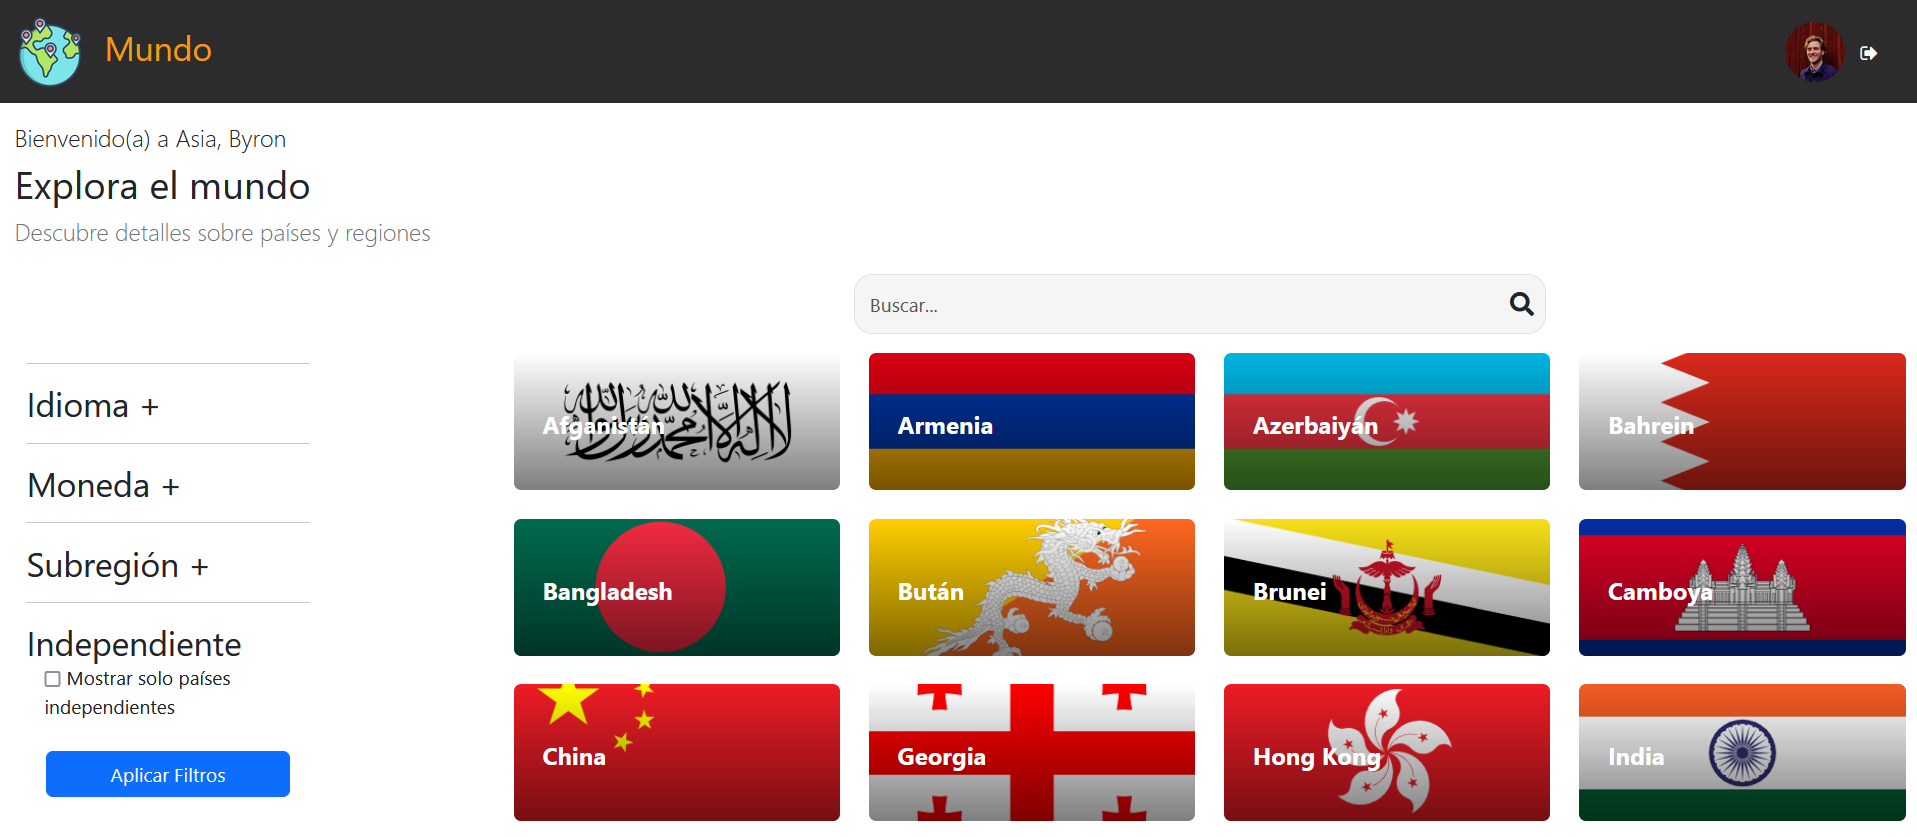 Mundo
Bienvenido(a) a Asia, Byron
Explora el mundo
Descubre detalles sobre países y regiones
Buscar...
Idioma +
Moneda +
Subregión +
Independiente
Mostrar solo países
independientes
Aplicar Filtros
Afganistán
Armenia
Azerbaiyán
Bahrein
Bangladesh
Bután
Brunei
Camboya
China
Georgia
Hong Kong
India